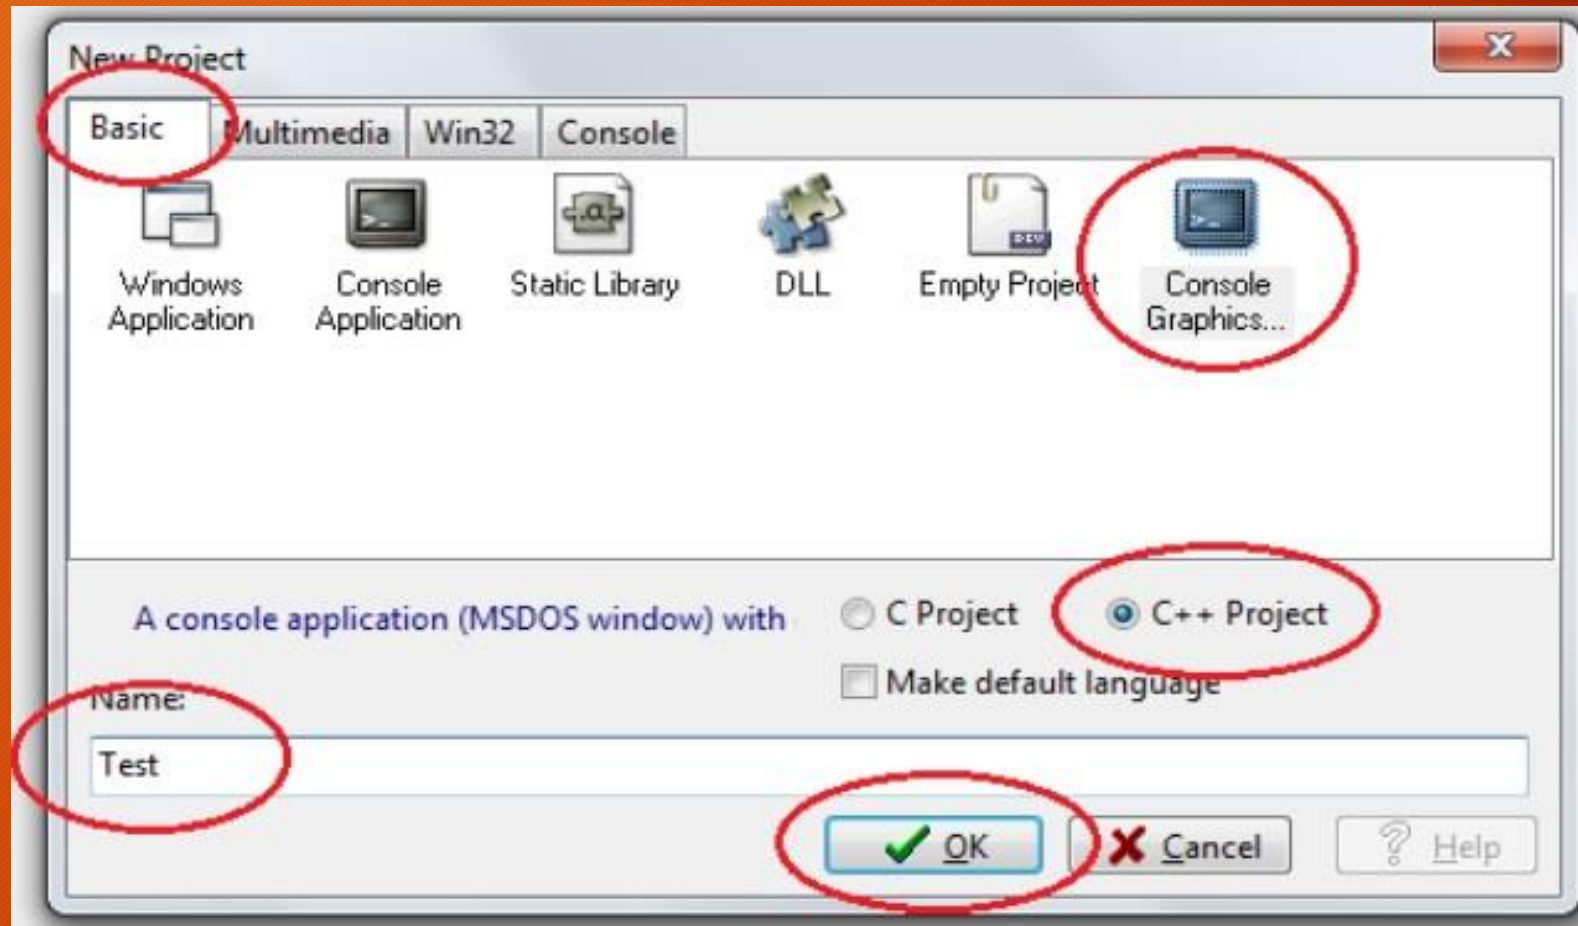 New Project
Basic
Multimedia
Win32
Console
Windows
Application
Console
Application
.a
Static Library
DLL
DEV
Empty Project
Console
Graphics...
A console application (MSDOS window) with
C Project
C++ Project
Make default language
Name:
Test
OK
Cancel
Help